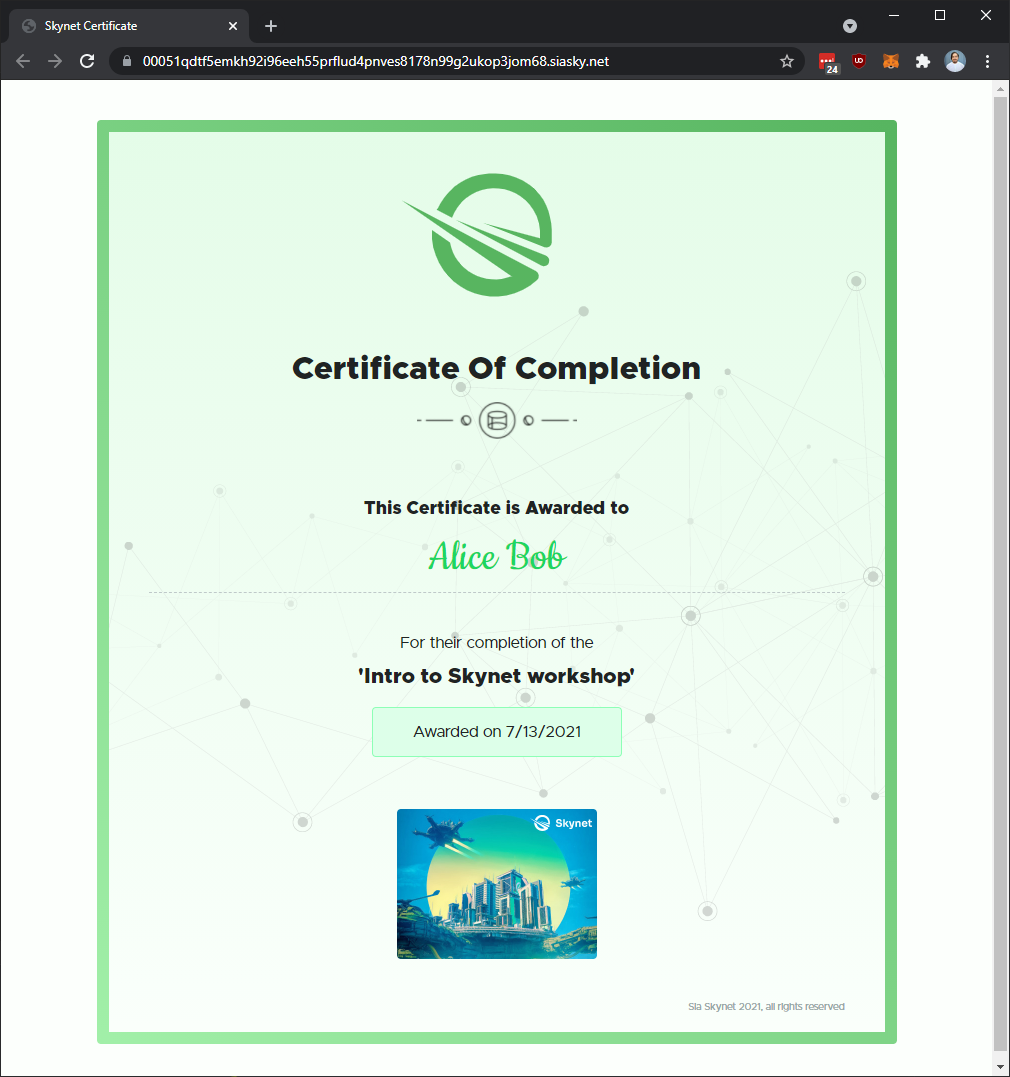 Skynet Certificate
00051qdtf5emkh92i96eeh55prflud4pnves8178n99g2ukop3jom68.siasky.net
24
UD
Certificate Of Completion
This Certificate is Awarded to
Alice Bob
For their completion of the
'Intro to Skynet workshop'
Awarded on 7/13/2021
Skynet
Sia Skynet 2021, all rights reserved